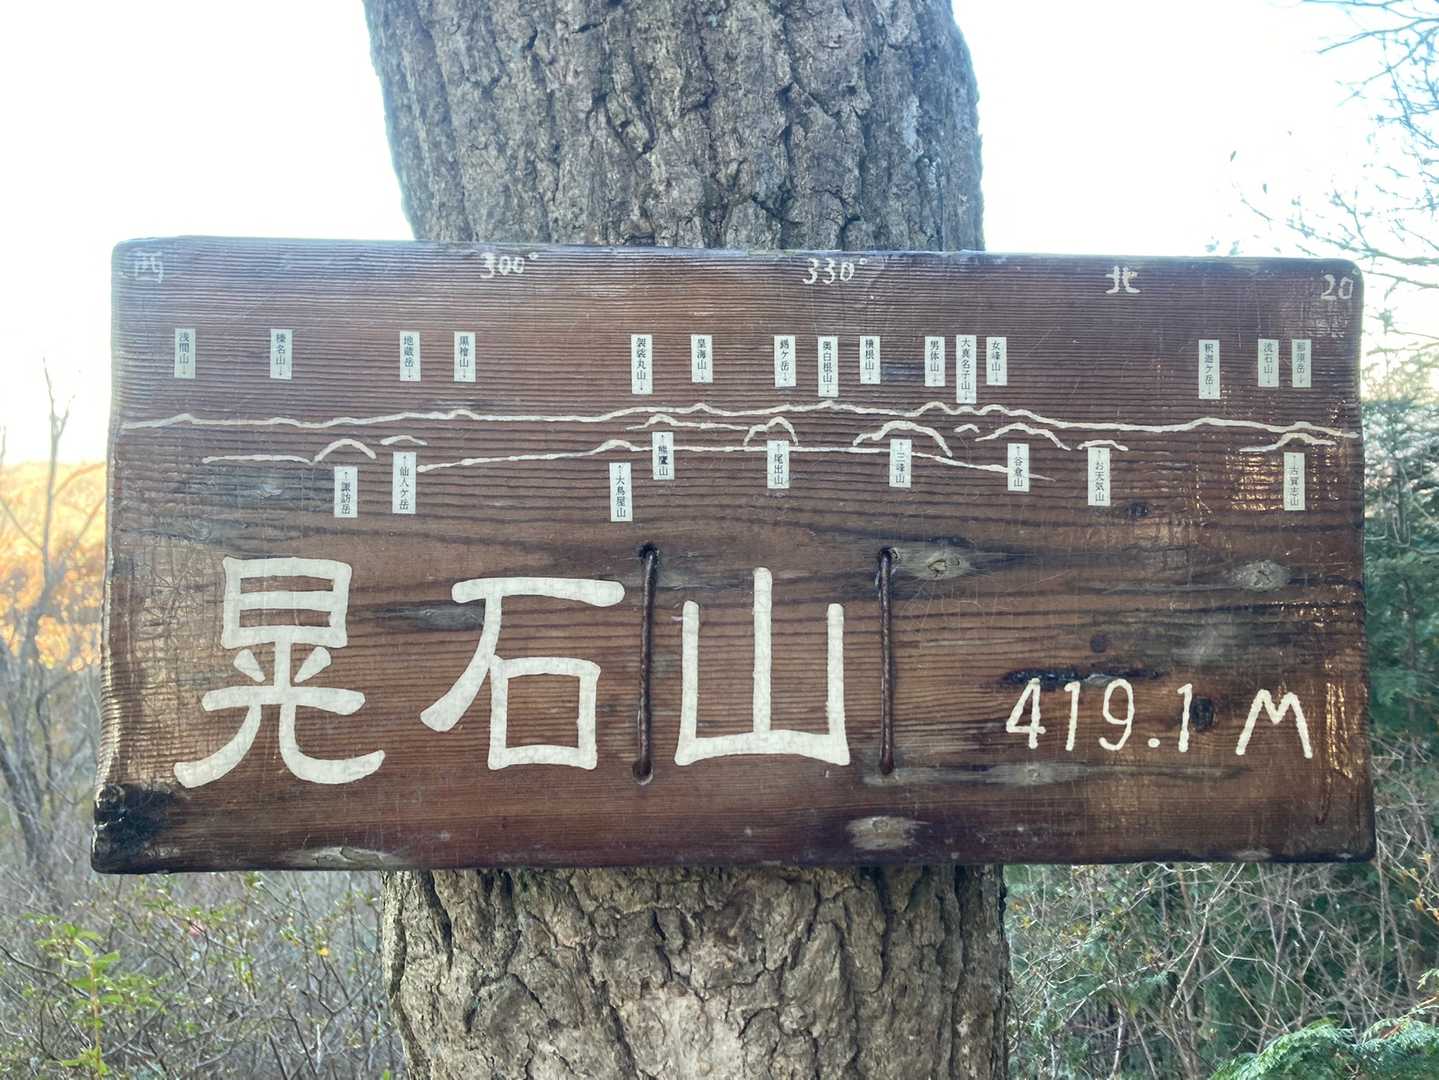 西 300° 330° 北 20
浅間山↓
榛名山↓
地蔵岳↓
黒檜山↓
袈裟丸山↓
皇海山↓
錫ケ岳↓
奥白根山↓
横根山↓
男体山↓
大真名子山↓
女峰山↓
釈迦ケ岳↓
流石山↓
那須岳↓
↑諏訪岳
↑仙人ケ岳
↑大鳥屋山
↑熊鷹山
↑尾出山
↑三峰山
↑谷倉山
↑お天気山
↑古賀志山
晃石山 419.1M